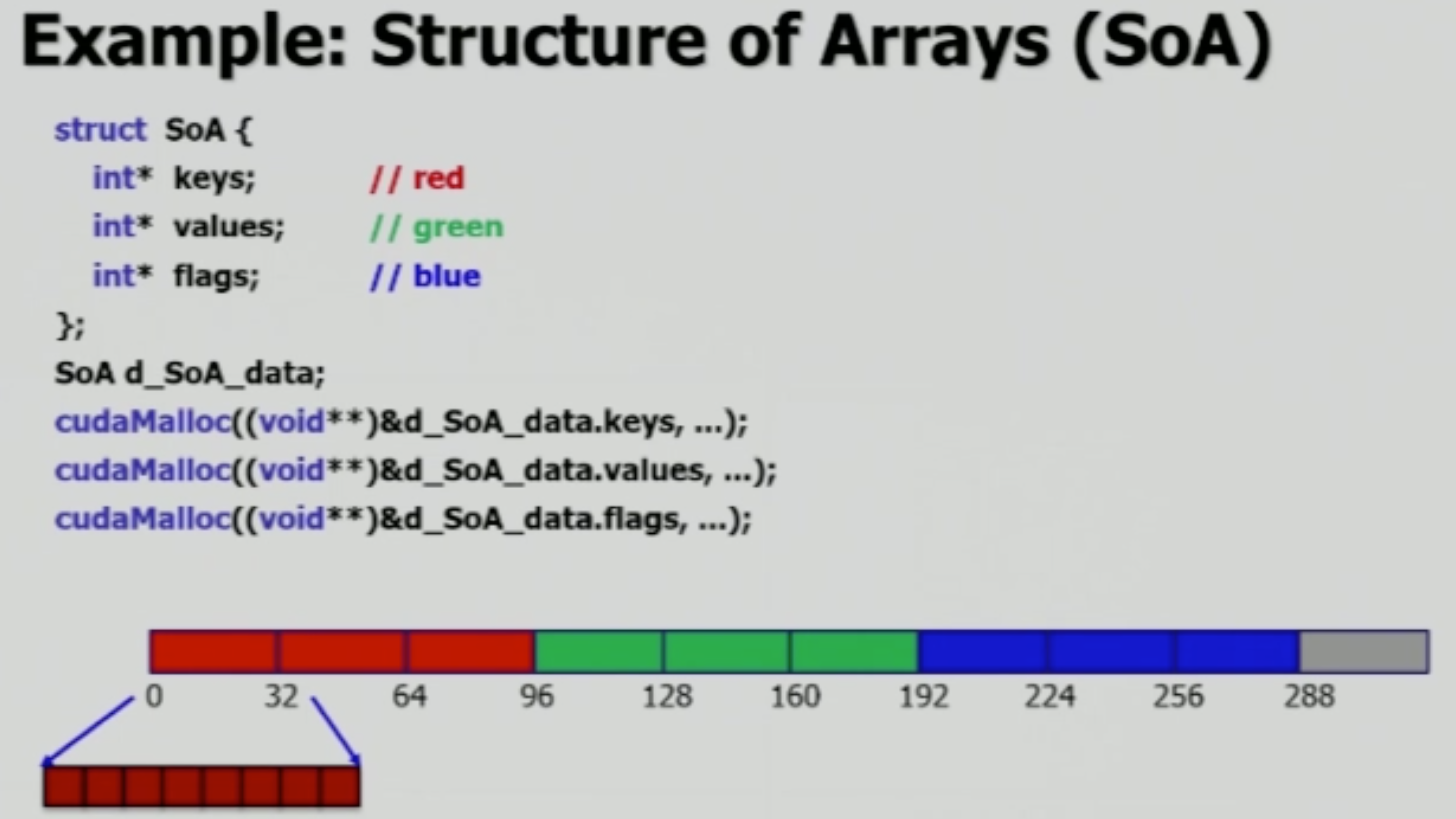 Example: Structure of Arrays (SoA)
struct SoA {
int* keys; // red
int* values; // green
int* flags; // blue
};
SoA d_SoA_data;
cudaMalloc((void**)&d_SoA_data.keys, ...);
cudaMalloc((void**)&d_SoA_data.values, ...);
cudaMalloc((void**)&d_SoA_data.flags, ...);
0 32 64 96 128 160 192 224 256 288